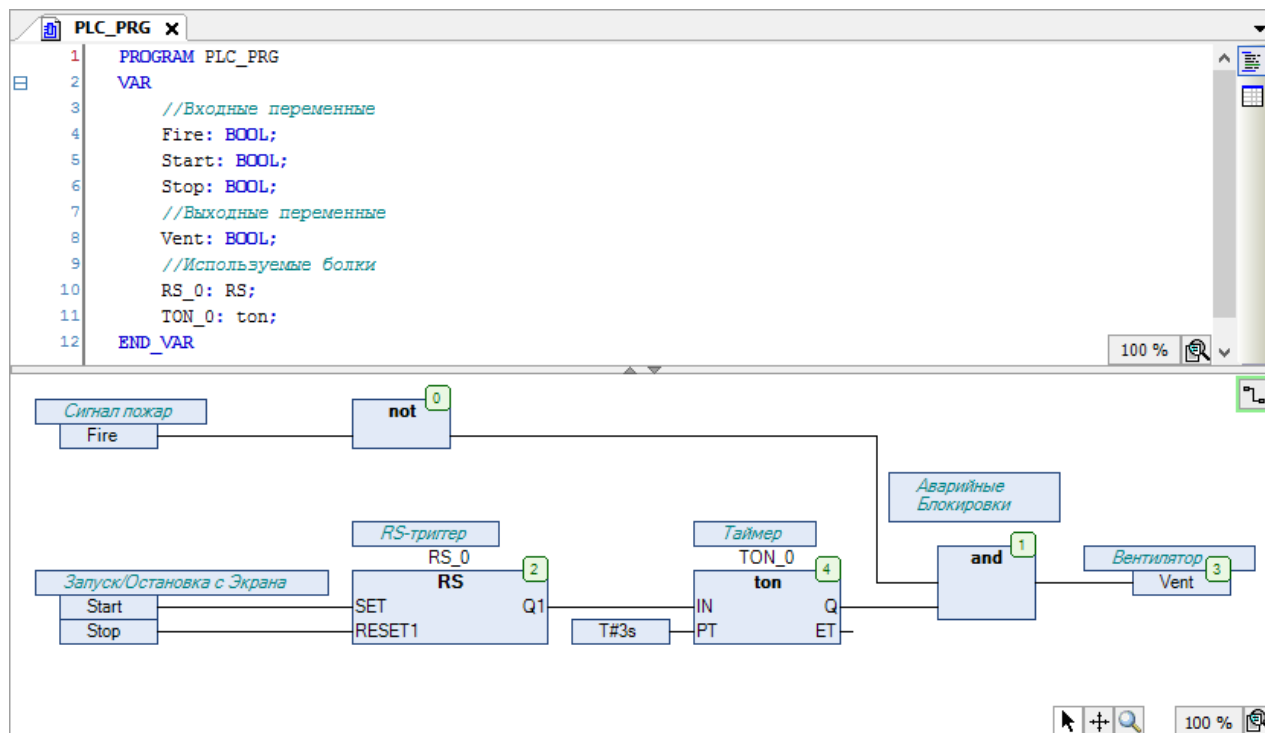 PLC_PRG X
1 PROGRAM PLC_PRG
2 VAR
3 //Входные переменные
4 Fire: BOOL;
5 Start: BOOL;
6 Stop: BOOL;
7 //Выходные переменные
8 Vent: BOOL;
9 //Используемые болки
10 RS_0: RS;
11 TON_0: ton;
12 END_VAR
100 %
Сигнал пожар
Fire
not
0
Аварийные
Блокировки
RS-триггер
RS_0
RS
2
SET
RESET1
Q1
Таймер
TON_0
ton
4
IN
PT
Q
ET
and
1
Вентилятор
Vent
3
Запуск/Остановка с Экрана
Start
Stop
T#3s
100 %